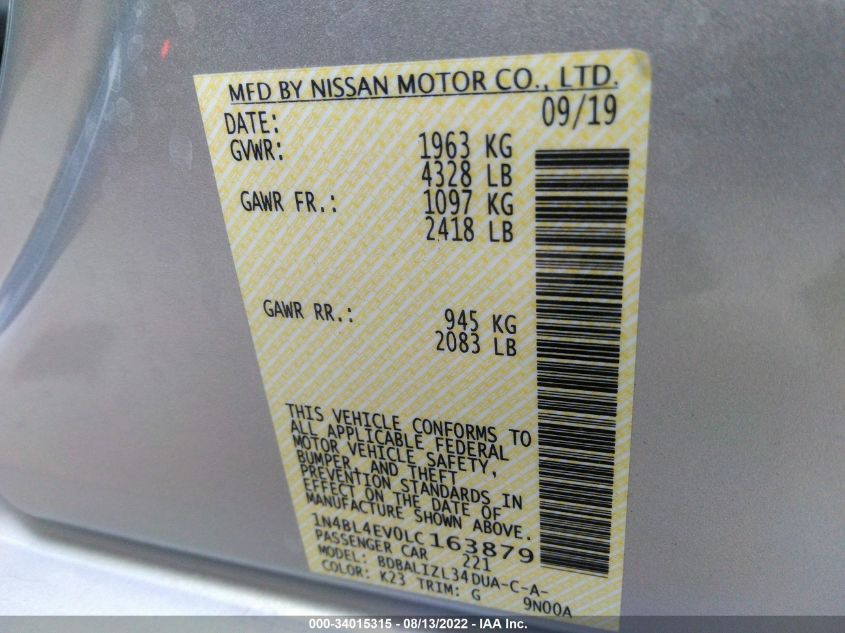 MFD BY NISSAN MOTOR CO., LTD.
DATE: 09/19
GVWR: 1963 KG
4328 LB
GAWR FR.: 1097 KG
2418 LB
GAWR RR.: 945 KG
2083 LB
THIS VEHICLE CONFORMS TO
ALL APPLICABLE FEDERAL
MOTOR VEHICLE SAFETY,
BUMPER, AND THEFT
PREVENTION STANDARDS IN
EFFECT ON THE DATE OF
MANUFACTURE SHOWN ABOVE.
1N4BL4EV0LC163879
PASSENGER CAR 221
MODEL: BDBALIZL34DUA-C-A-
COLOR: K23 TRIM: G 9N00A
000-34015315 - 08/13/2022 - IAA Inc.